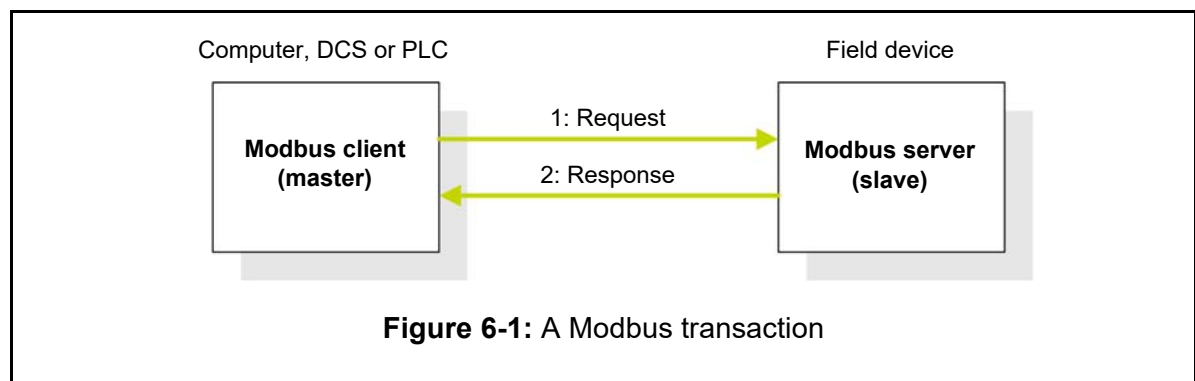 Computer, DCS or PLC
Field device
Modbus client
(master)
1: Request
2: Response
Modbus server
(slave)
Figure 6-1: A Modbus transaction